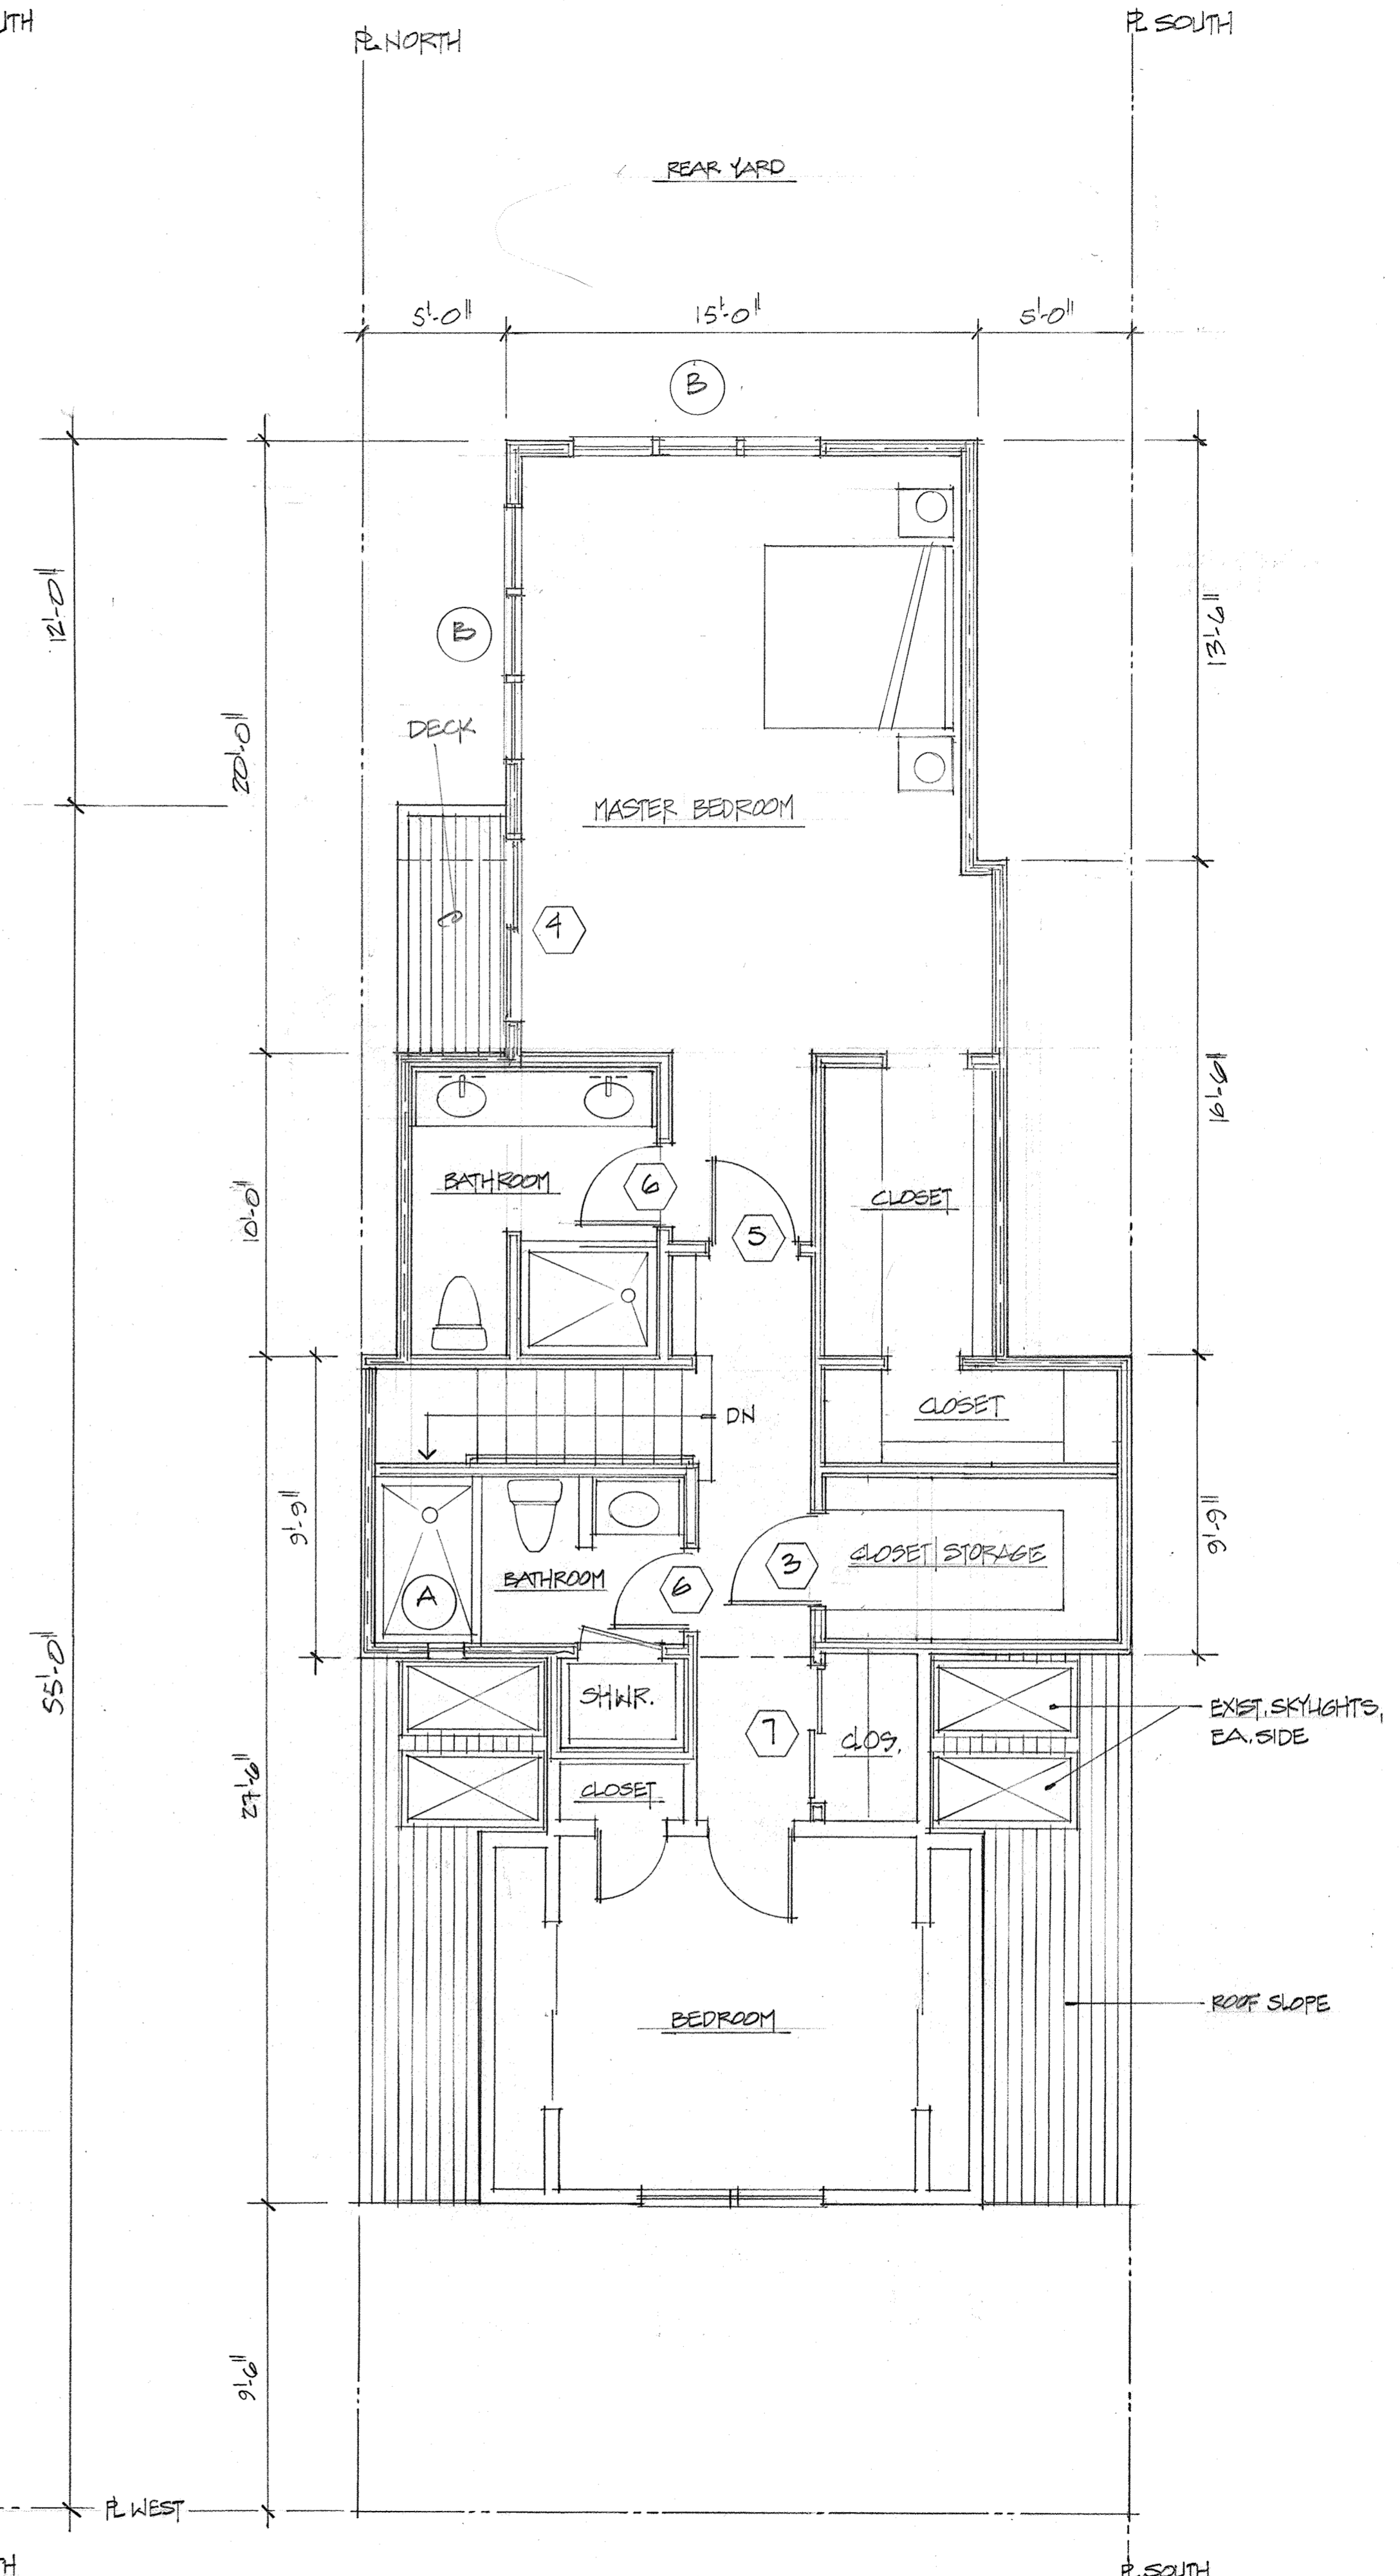 UTH
PL NORTH
PL SOUTH
REAR YARD
5'-0"
15'-0"
5'-0"
B
12'-0"
20'-0"
B
13'-6"
DECK
MASTER BEDROOM
4
16'-6"
10'-0"
BATHROOM
6
5
CLOSET
DN
CLOSET
9'-9"
9'-9"
BATHROOM
6
3
CLOSET/STORAGE
A
55'-0"
27'-6"
SHWR.
7
CLOS.
EXIST. SKYLIGHTS,
EA. SIDE
CLOSET
BEDROOM
ROOF SLOPE
9'-6"
PL WEST
TH
PL SOUTH